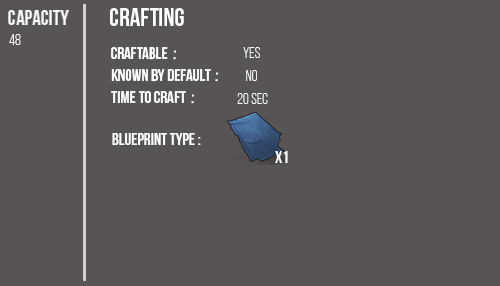 CAPACITY
48
CRAFTING
CRAFTABLE : YES
KNOWN BY DEFAULT : NO
TIME TO CRAFT : 20 SEC
BLUEPRINT TYPE : X1